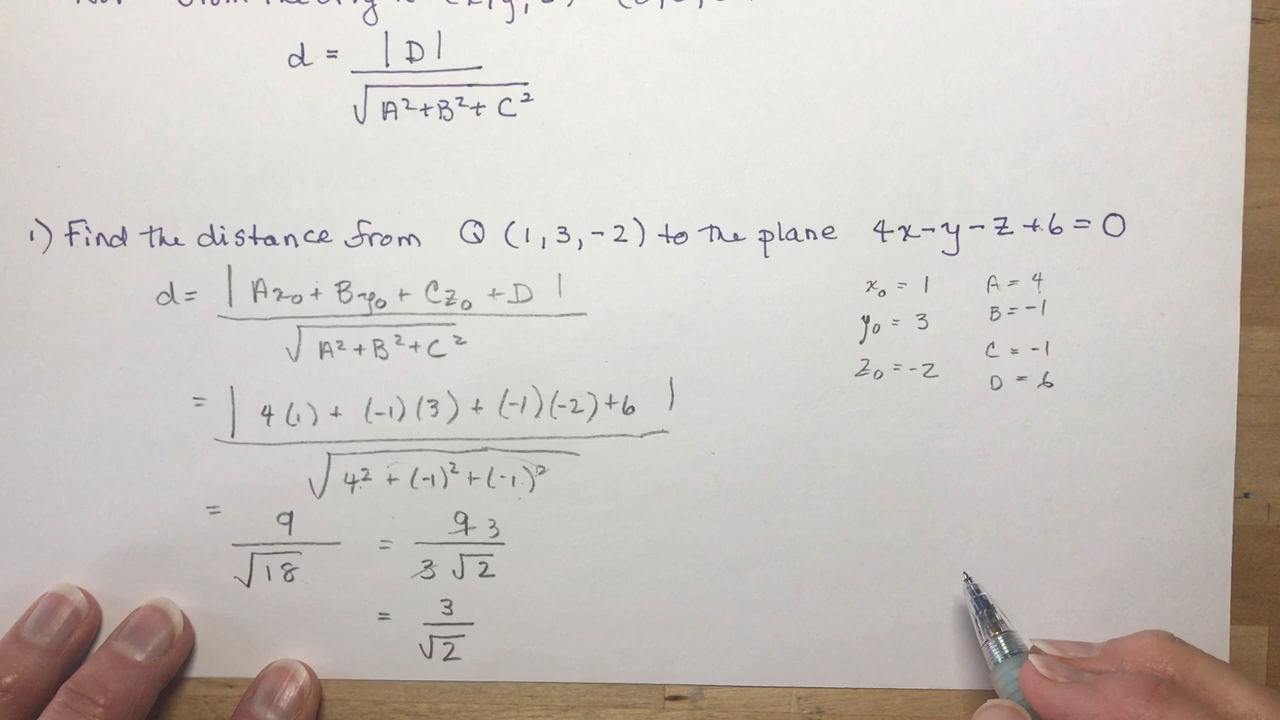 d = |D| / √(A²+B²+C²)
1) Find the distance from Q (1, 3, -2) to the plane 4x-y-z+6=0
d = |Ax₀ + By₀ + Cz₀ + D| / √(A²+B²+C²)
x₀ = 1 A = 4
y₀ = 3 B = -1
z₀ = -2 C = -1
D = 6
= |4(1) + (-1)(3) + (-1)(-2)+6| / √(4² + (-1)² + (-1)²)
= 9 / √18 = 9 3 / 3 √2
= 3 / √2